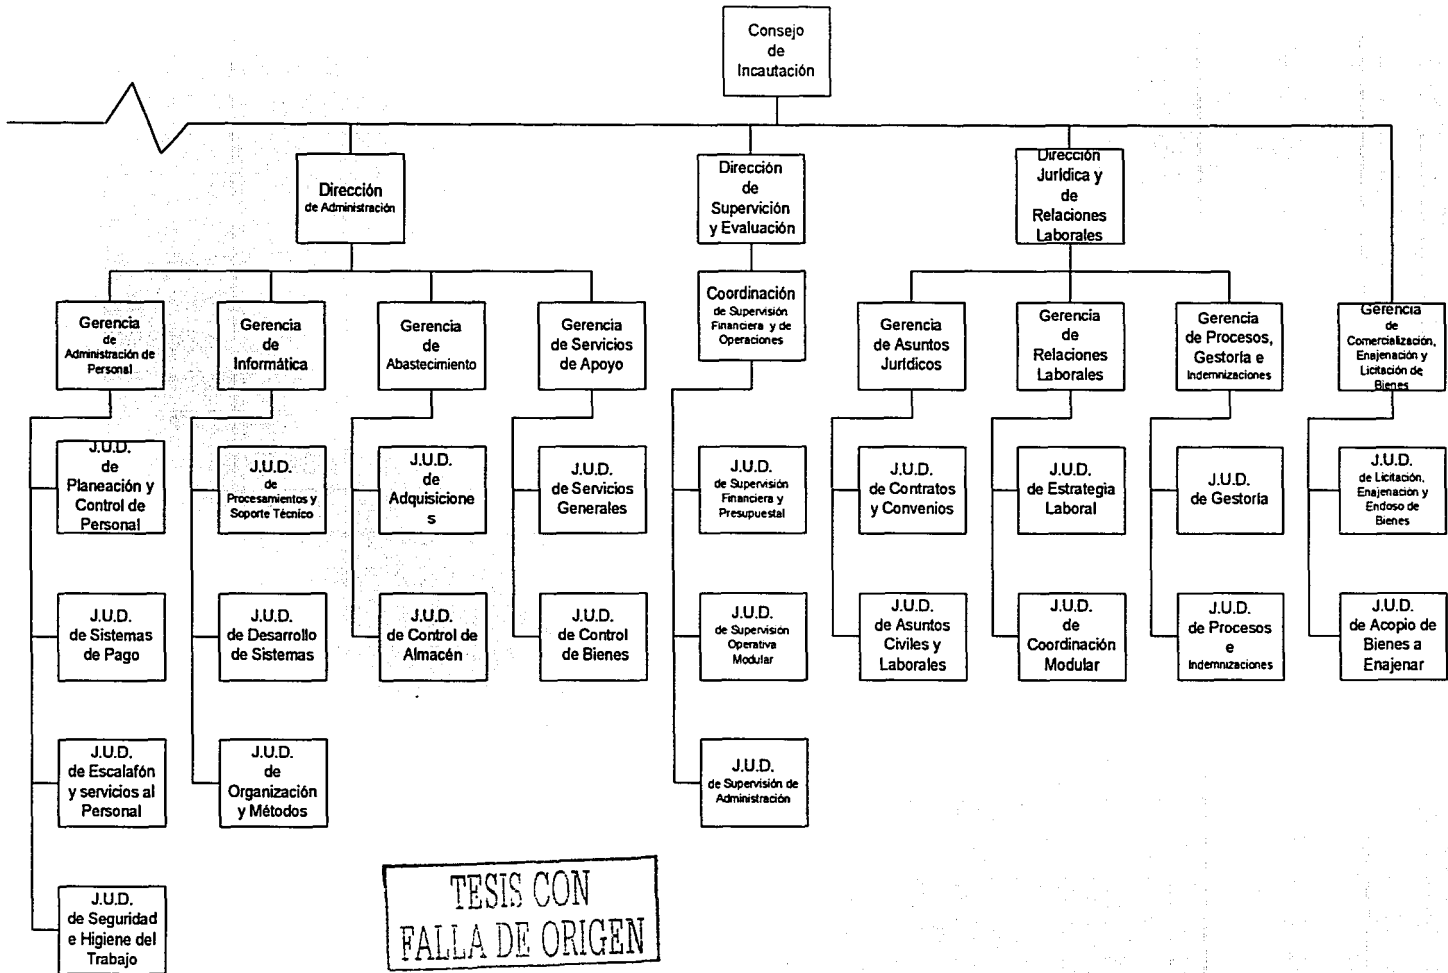 Consejo
de
Incautación
Dirección
de Administración
Dirección
de
Supervición
y Evaluación
Dirección
Jurídica y
de
Relaciones
Laborales
Gerencia
de
Administración de
Personal
Gerencia
de
Informática
Gerencia
de
Abastecimiento
Gerencia
de Servicios
de Apoyo
Coordinación
de Supervisión
Financiera y de
Operaciones
Gerencia
de Asuntos
Jurídicos
Gerencia
de
Relaciones
Laborales
Gerencia
de Procesos,
Gestoría e
Indemnizaciones
Gerencia
de
Comercialización,
Enajenación y
Licitación de
Bienes
J.U.D.
de
Planeación y
Control de
Personal
J.U.D.
de
Procesamientos y
Soporte Técnico
J.U.D.
de
Adquisicione
s
J.U.D.
de Servicios
Generales
J.U.D.
de Supervisión
Financiera y
Presupuestal
J.U.D.
de Contratos
y Convenios
J.U.D.
de Estrategia
Laboral
J.U.D.
de Gestoría
J.U.D.
de Licitación,
Enajenación y
Endoso de
Bienes
J.U.D.
de Sistemas
de Pago
J.U.D.
de Desarrollo
de Sistemas
J.U.D.
de Control de
Almacén
J.U.D.
de Control
de Bienes
J.U.D.
de Supervisión
Operativa
Modular
J.U.D.
de Asuntos
Civiles y
Laborales
J.U.D.
de
Coordinación
Modular
J.U.D.
de Procesos
e
Indemnizaciones
J.U.D.
de Acopio de
Bienes a
Enajenar
J.U.D.
de Escalafón
y servicios al
Personal
J.U.D.
de
Organización
y Métodos
J.U.D.
de Supervisión de
Administración
J.U.D.
de Seguridad
e Higiene del
Trabajo
TESIS CON
FALLA DE ORIGEN